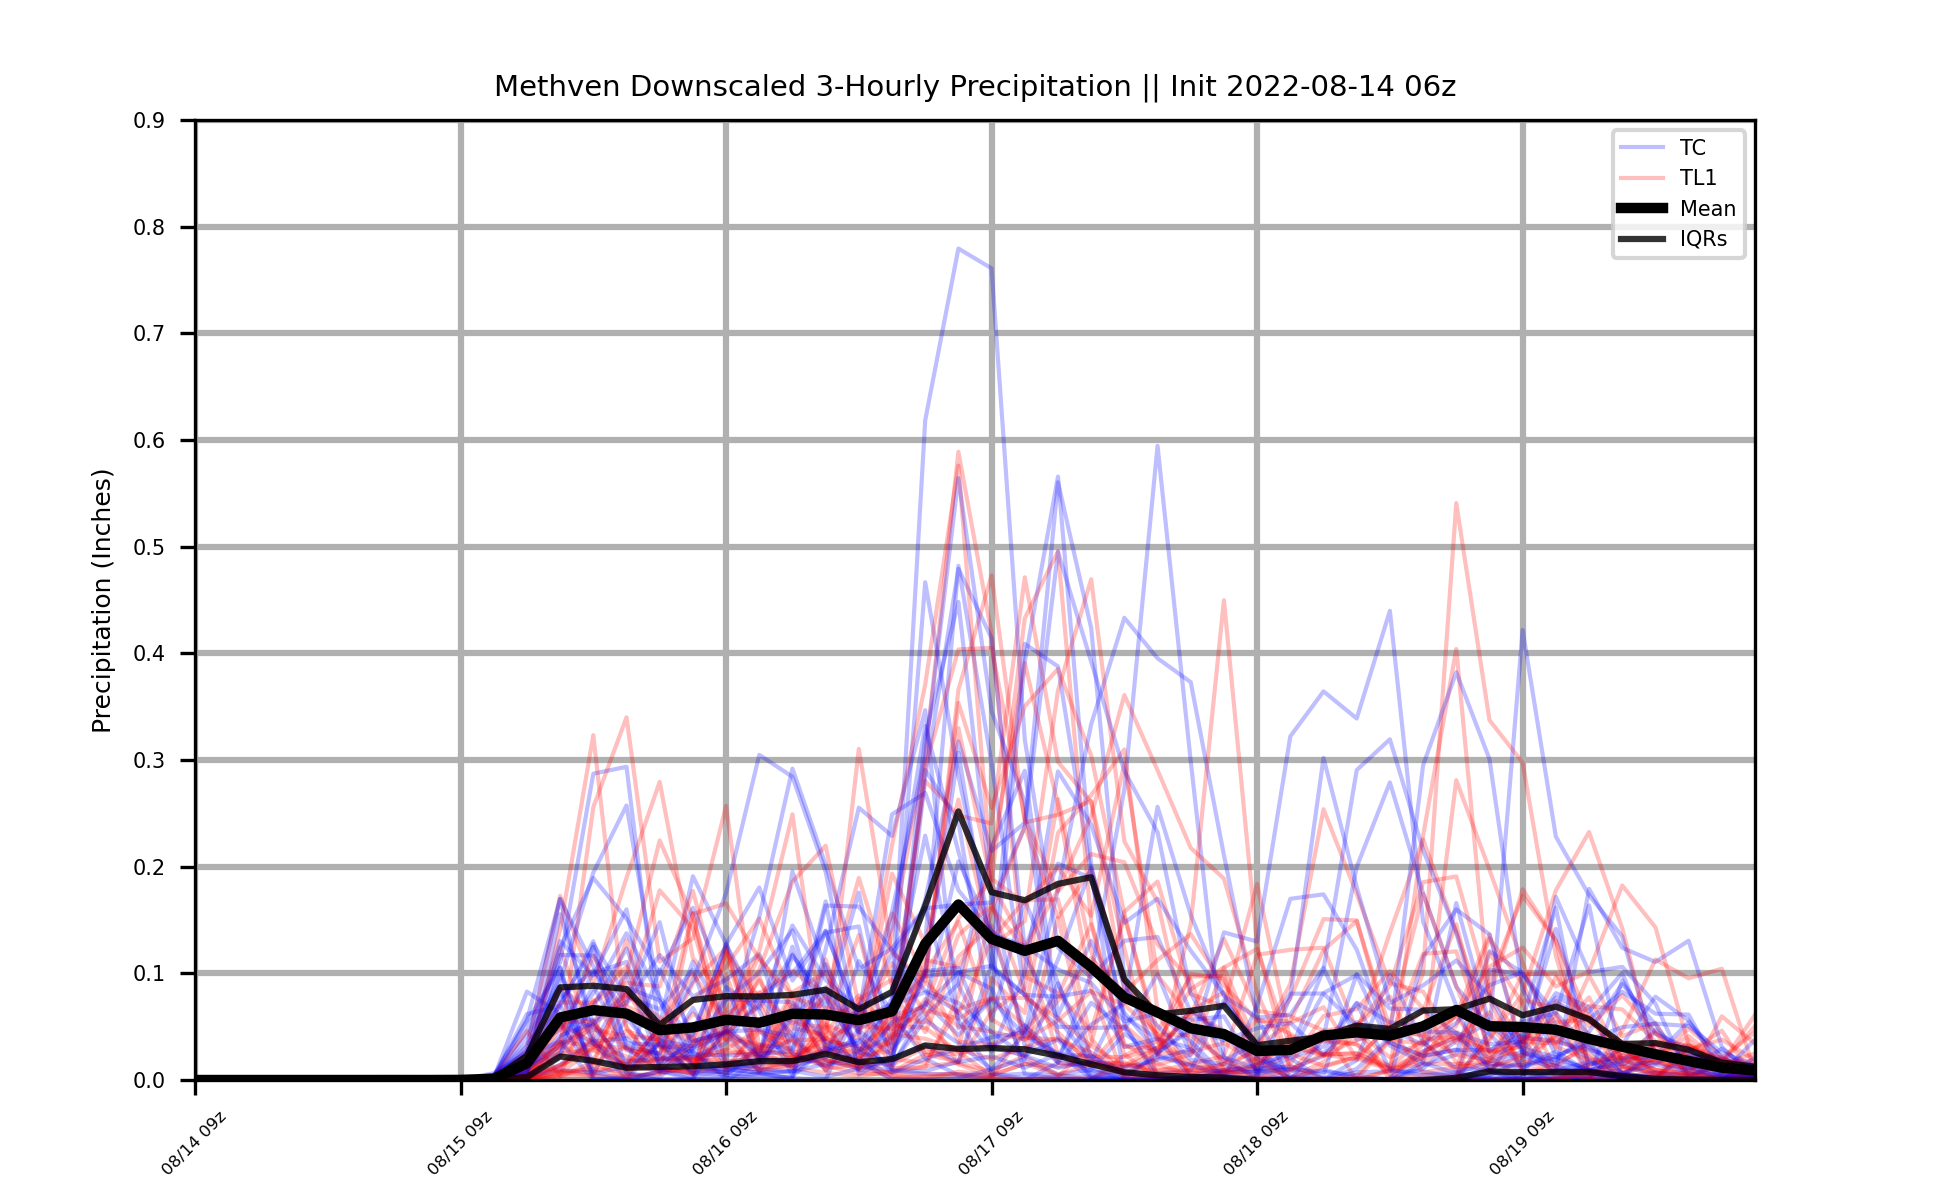 Methven Downscaled 3-Hourly Precipitation || Init 2022-08-14 06z
TC
TL1
Mean
IQRs
Precipitation (Inches)
0.9
0.8
0.7
0.6
0.5
0.4
0.3
0.2
0.1
0.0
08/14 09z
08/15 09z
08/16 09z
08/17 09z
08/18 09z
08/19 09z